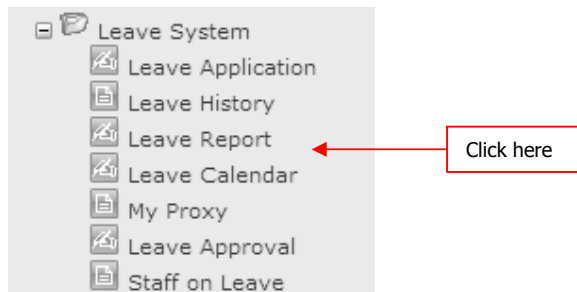 Leave System
Leave Application
Leave History
Leave Report
Click here
Leave Calendar
My Proxy
Leave Approval
Staff on Leave